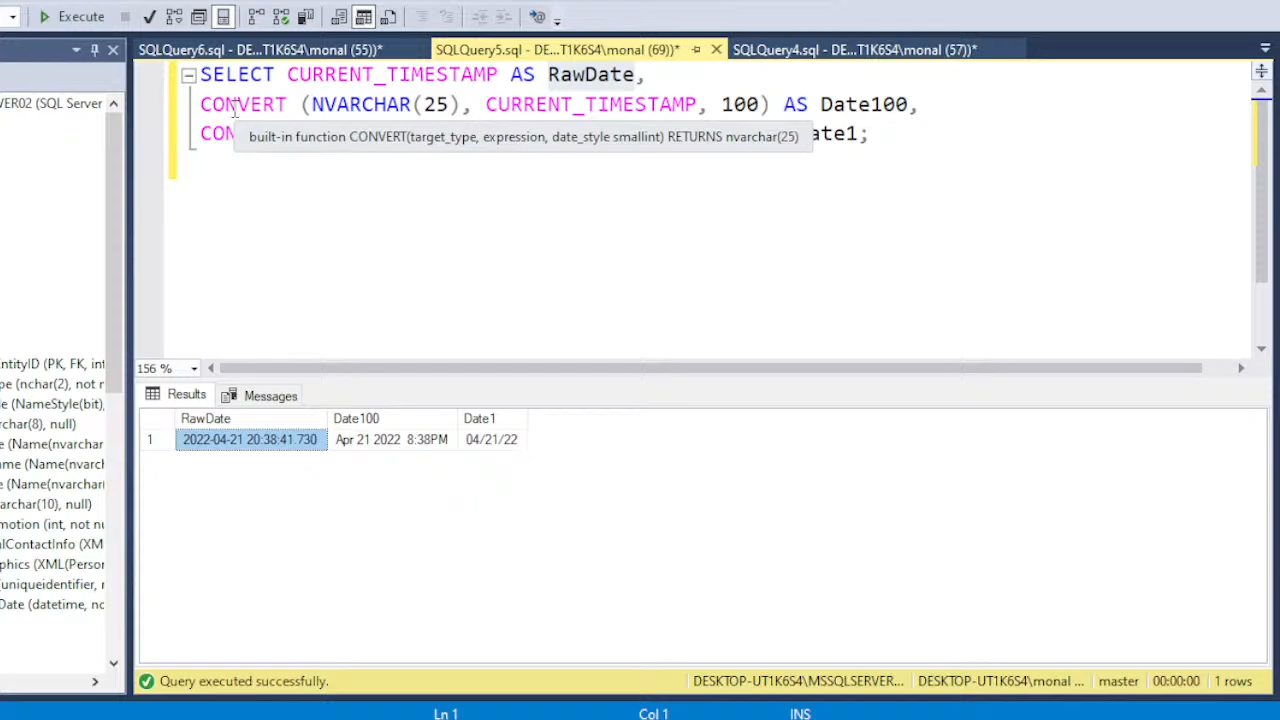 Execute
SQLQuery6.sql - DE...T1K6S4\monal (55))*
SQLQuery5.sql - DE...T1K6S4\monal (69))*
SQLQuery4.sql - DE...T1K6S4\monal (57))*
SELECT CURRENT_TIMESTAMP AS RawDate,
CONVERT (NVARCHAR(25), CURRENT_TIMESTAMP, 100) AS Date100,
CON
ate1;
built-in function CONVERT(target_type, expression, date_style smallint) RETURNS nvarchar(25)
VER02 (SQL Server
EntityID (PK, FK, int
pe (nchar(2), not n
le (NameStyle(bit),
rchar(8), null)
e (Name(nvarchar
ame (Name(nvarch
e (Name(nvarchar(
archar(10), null)
motion (int, not nu
alContactInfo (XM
phics (XML(Person
(uniqueidentifier, n
Date (datetime, no
156 %
Results
Messages
RawDate Date100 Date1
1 2022-04-21 20:38:41.730 Apr 21 2022 8:38PM 04/21/22
Query executed successfully.
DESKTOP-UT1K6S4\MSSQLSERVER... DESKTOP-UT1K6S4\monal ... master 00:00:00 1 rows
Ln 1 Col 1 INS